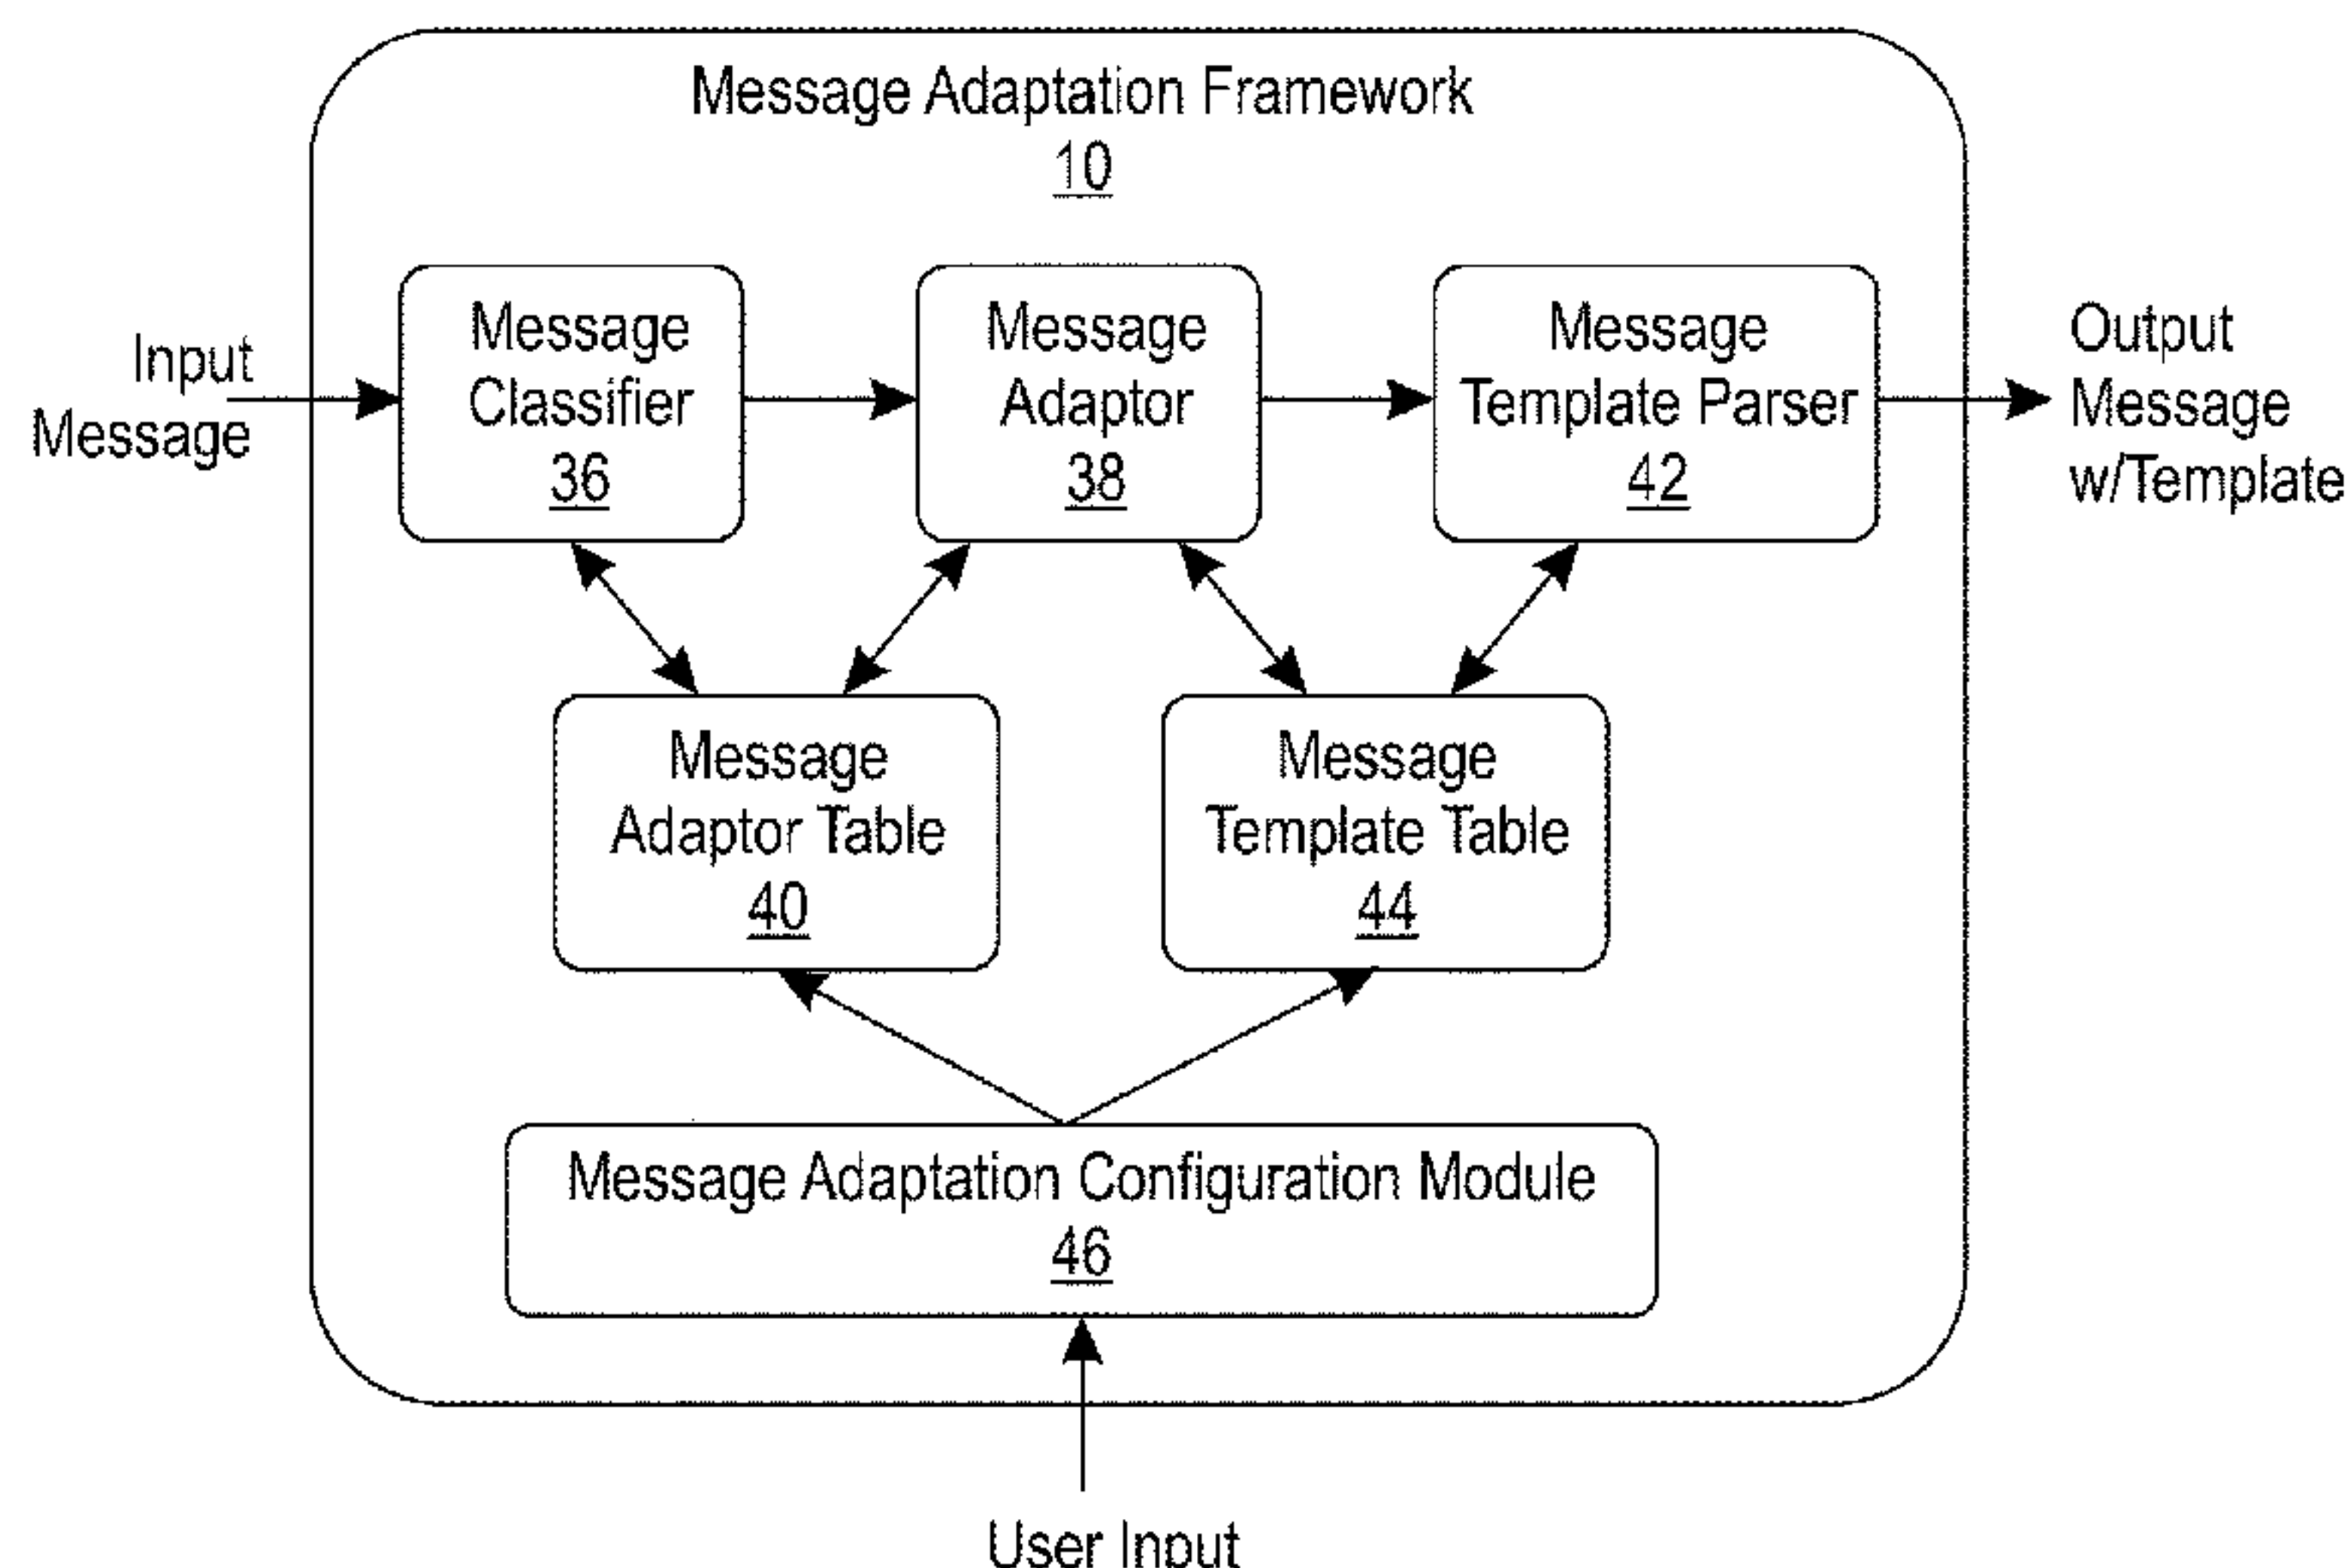 Message Adaptation Framework
10
Input
Message
Message
Classifier
36
Message
Adaptor
38
Message
Template Parser
42
Output
Message
w/Template
Message
Adaptor Table
40
Message
Template Table
44
Message Adaptation Configuration Module
46
User Input